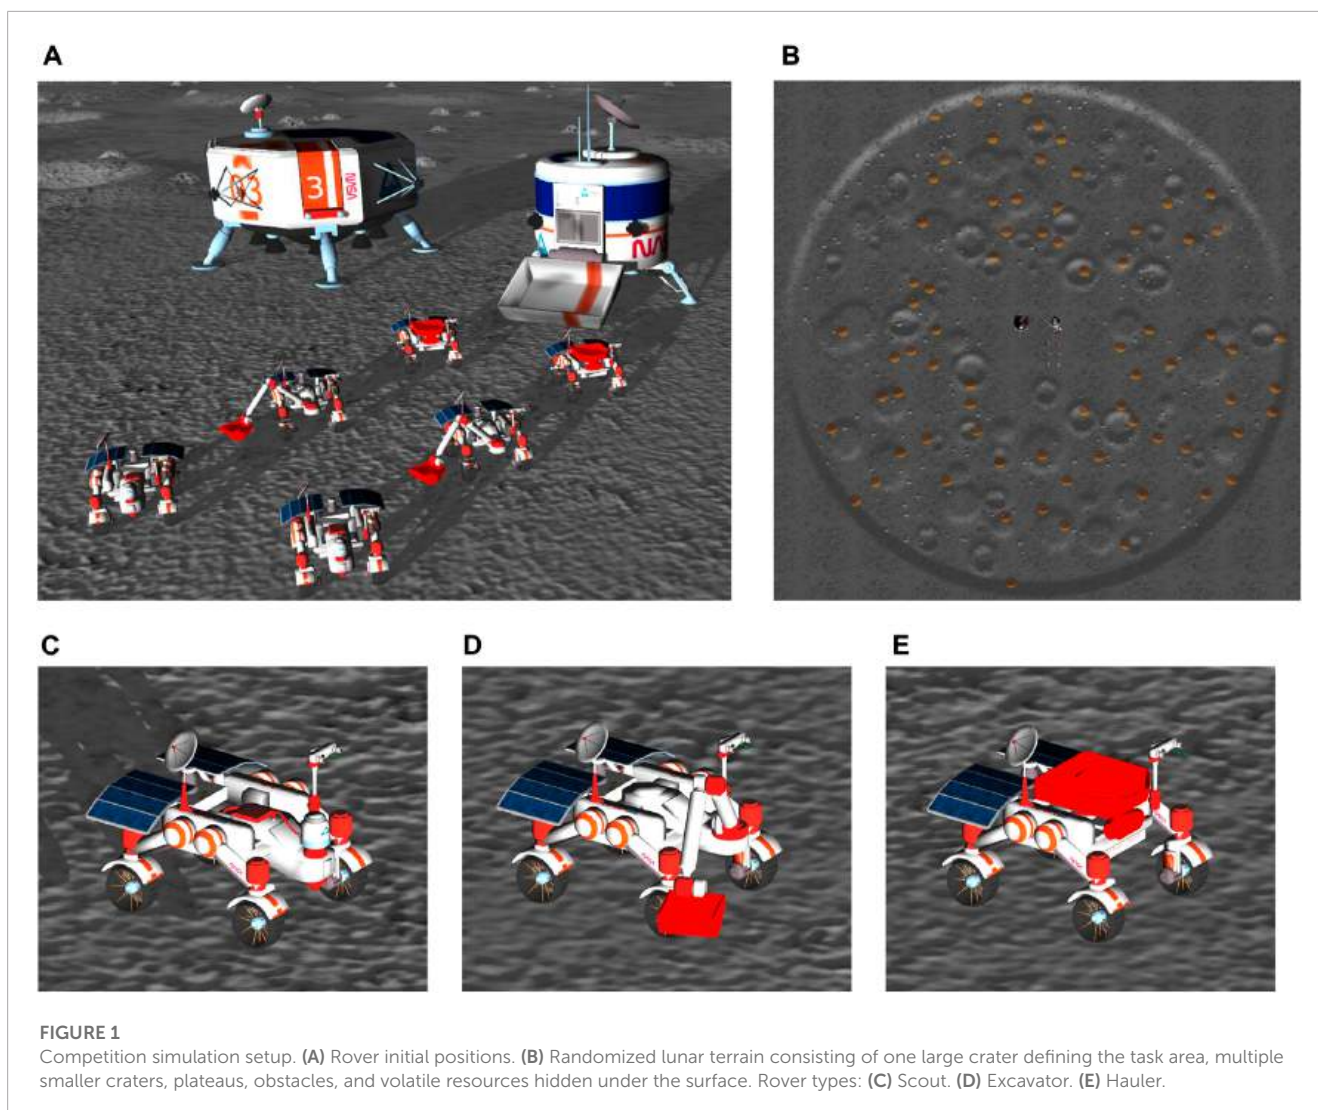 A
B
3
3
NASA
C
D
E
FIGURE 1
Competition simulation setup. (A) Rover initial positions. (B) Randomized lunar terrain consisting of one large crater defining the task area, multiple
smaller craters, plateaus, obstacles, and volatile resources hidden under the surface. Rover types: (C) Scout. (D) Excavator. (E) Hauler.